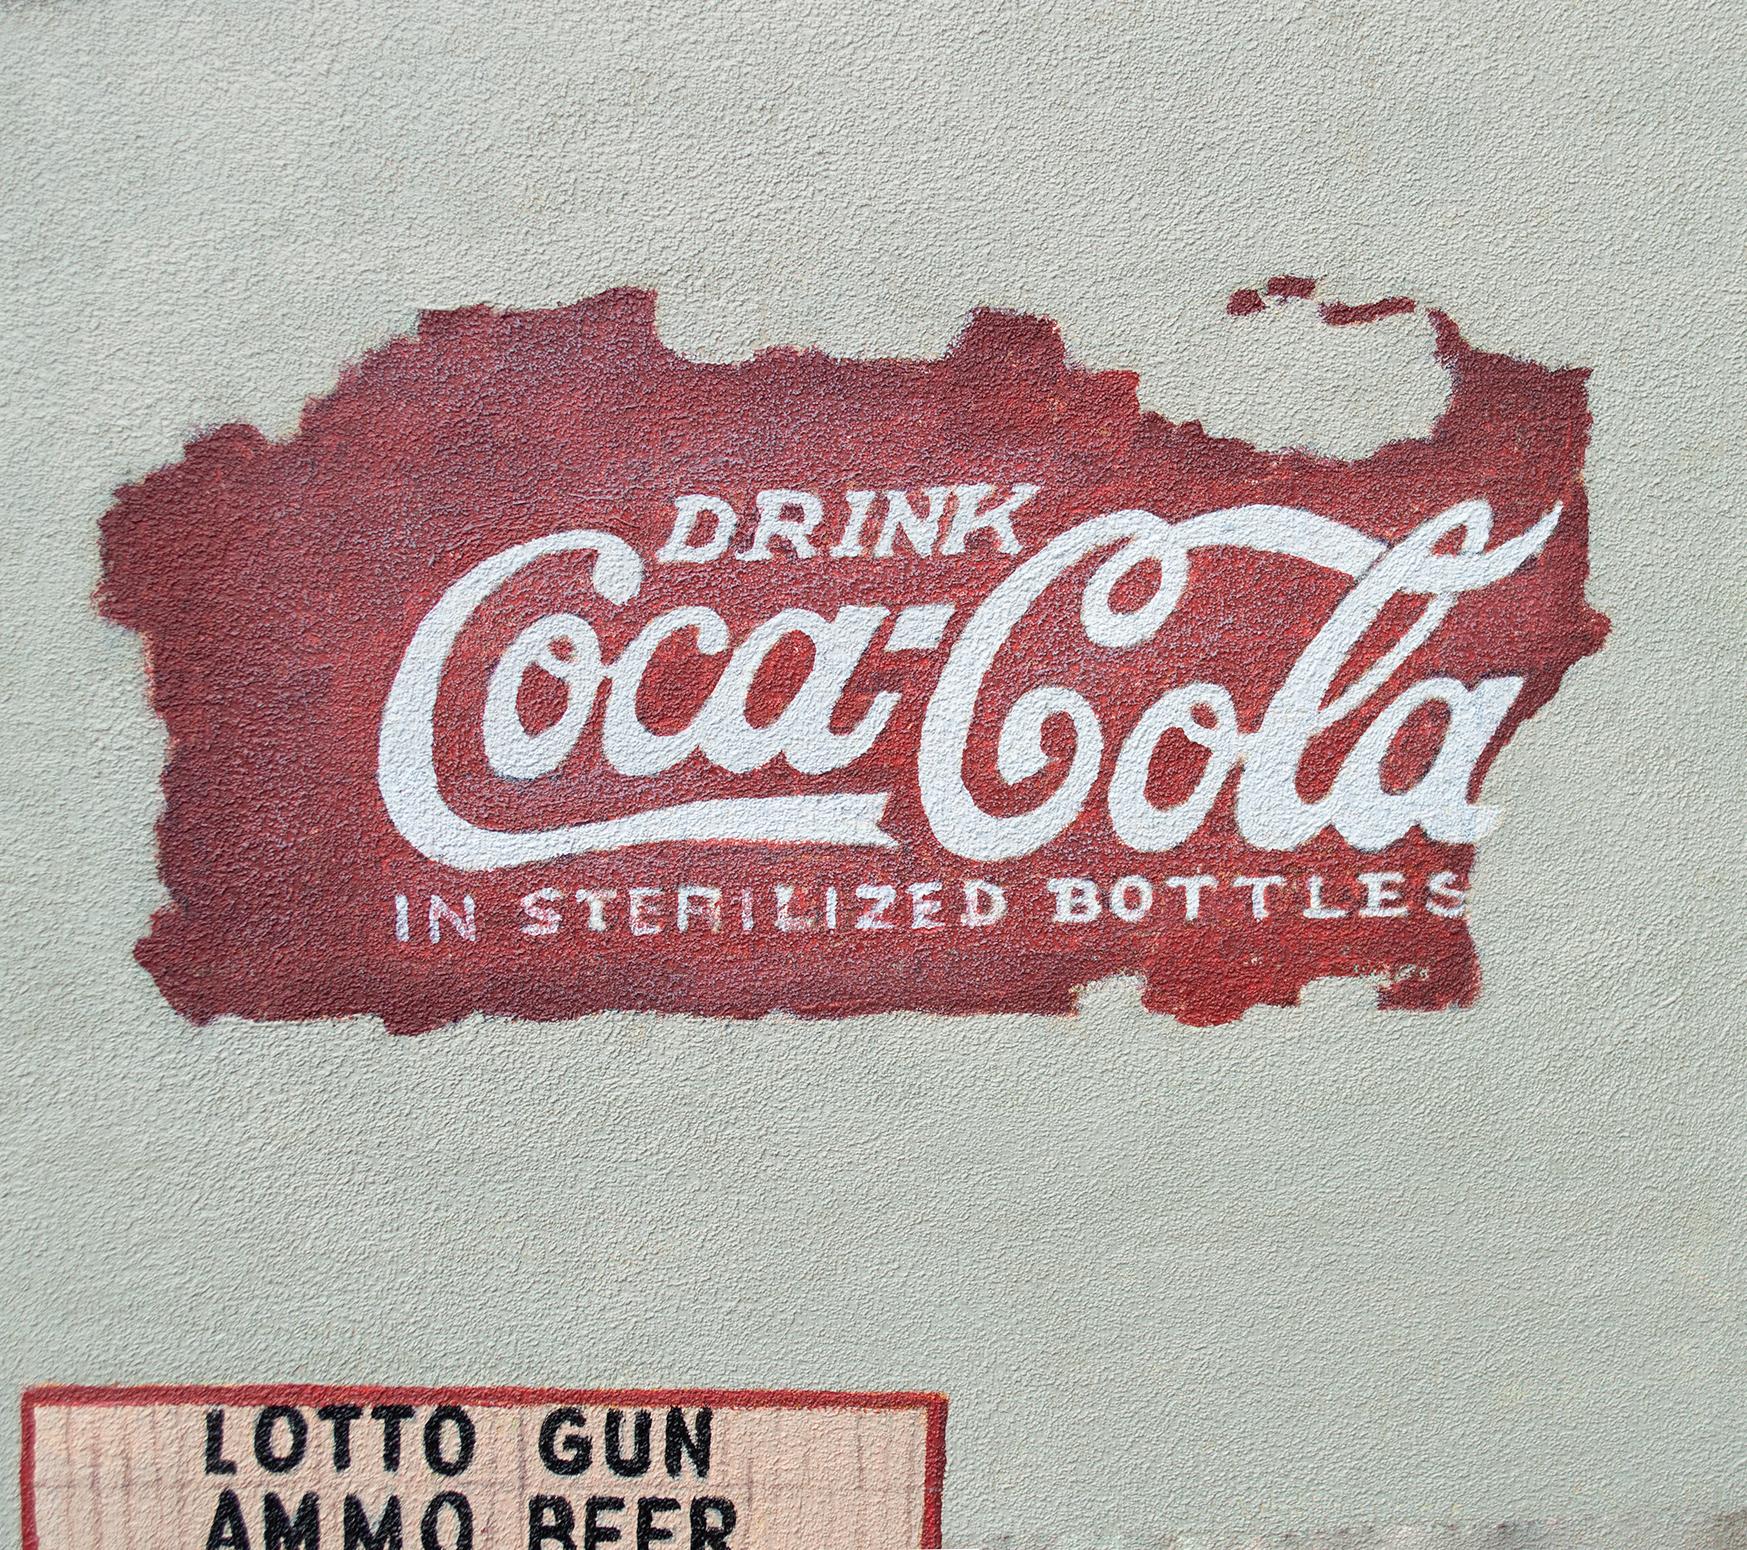 DRINK
Coca-Cola
IN STERILIZED BOTTLES
LOTTO GUN
AMMO BEER